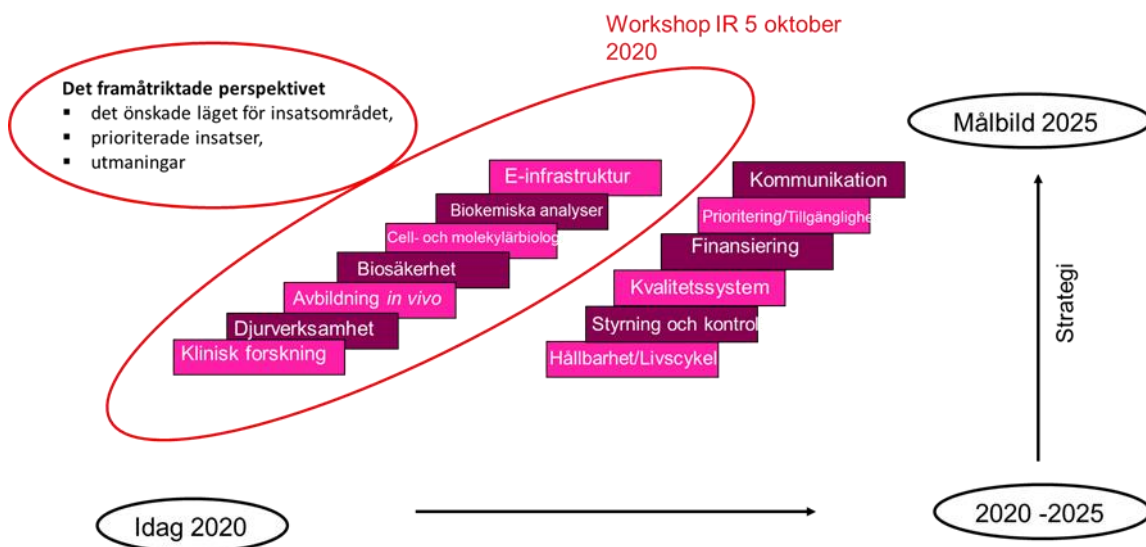 Workshop IR 5 oktober
2020
Det framåtriktade perspektivet
▪ det önskade läget för insatsområdet,
▪ prioriterade insatser,
▪ utmaningar
Målbild 2025
E-infrastruktur
Biokemiska analyser
Cell- och molekylärbiolog
Biosäkerhet
Avbildning in vivo
Djurverksamhet
Klinisk forskning
Kommunikation
Prioritering/Tillgänglighe
Finansiering
Kvalitetssystem
Styrning och kontrol
Hållbarhet/Livscykel
Strategi
Idag 2020
2020 -2025